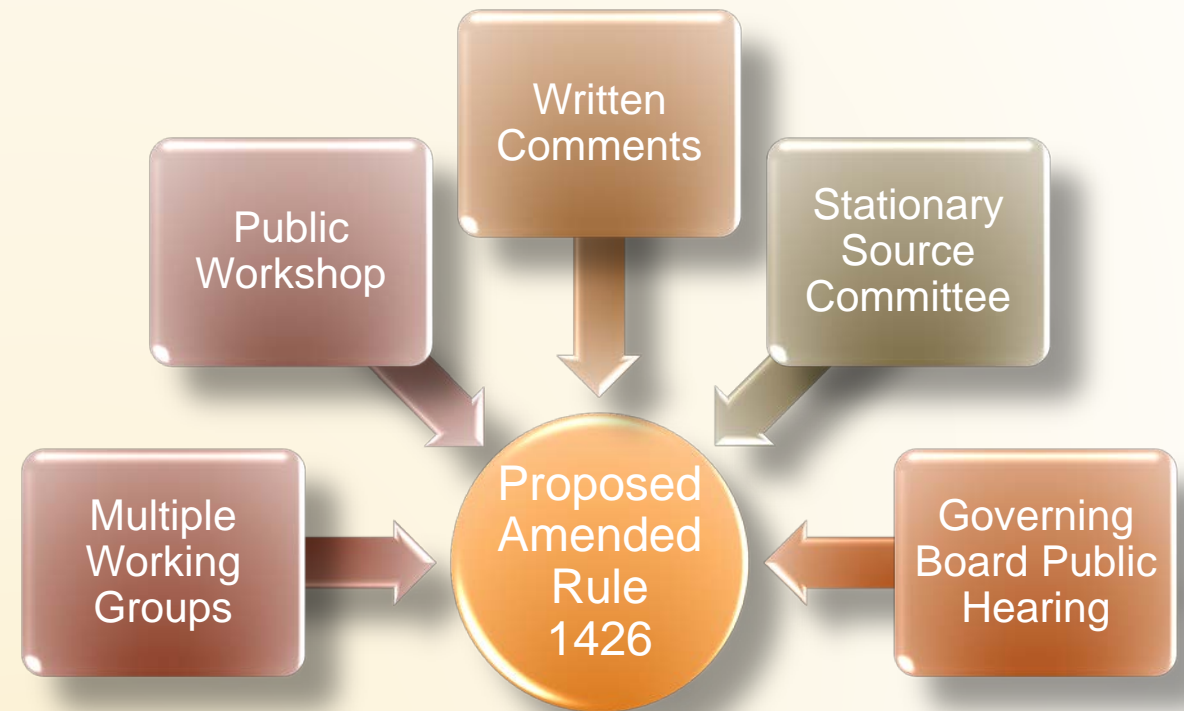 Written
Comments
Public
Workshop
Stationary
Source
Committee
Multiple
Working
Groups
Proposed
Amended
Rule
1426
Governing
Board Public
Hearing